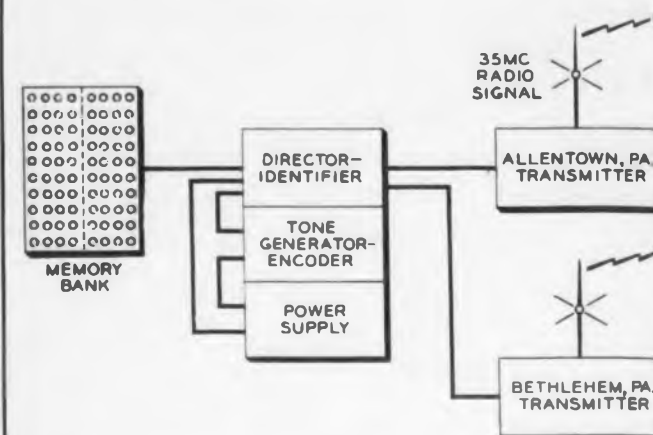 35MC
RADIO
SIGNAL
ALLENTOWN, PA.
TRANSMITTER
DIRECTOR-
IDENTIFIER
TONE
GENERATOR-
ENCODER
POWER
SUPPLY
MEMORY
BANK
BETHLEHEM, PA.
TRANSMITTER